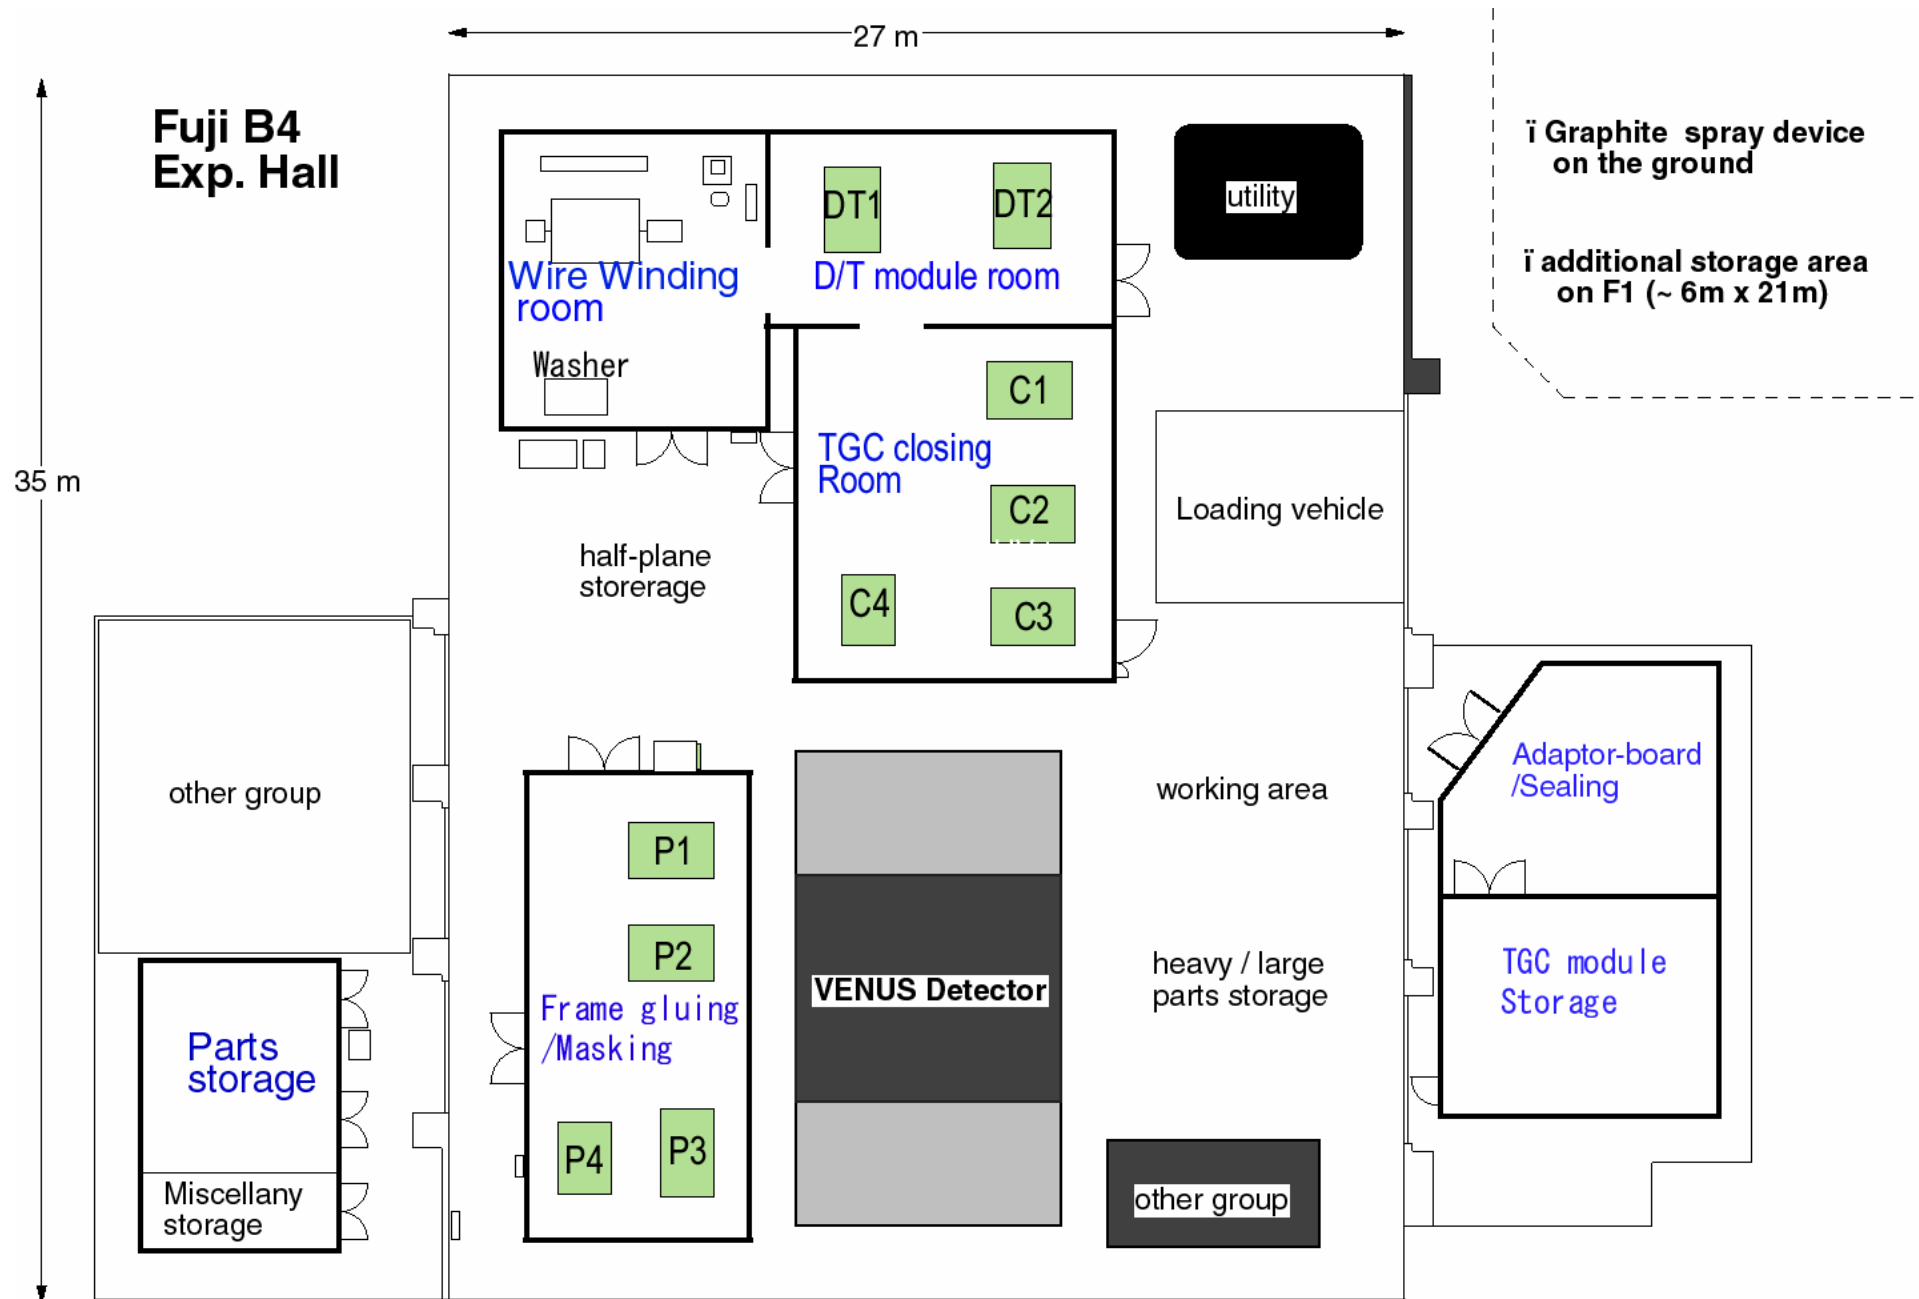 27 m
Fuji B4
Exp. Hall
ï Graphite spray device
on the ground
ï additional storage area
on F1 (~ 6m x 21m)
DT1
DT2
utility
Wire Winding
room
D/T module room
Washer
C1
TGC closing
Room
C2
35 m
Loading vehicle
half-plane
storerage
C4
C3
other group
working area
Adaptor-board
/Sealing
P1
P2
VENUS Detector
heavy / large
parts storage
TGC module
Storage
Frame gluing
/Masking
Parts
storage
P4
P3
Miscellany
storage
other group